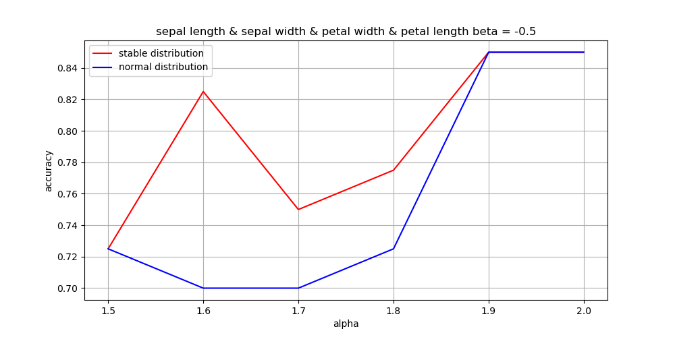 sepal length & sepal width & petal width & petal length beta = -0.5
stable distribution
normal distribution
0.84
0.82
0.80
0.78
0.76
0.74
0.72
0.70
accuracy
1.5 1.6 1.7 1.8 1.9 2.0
alpha